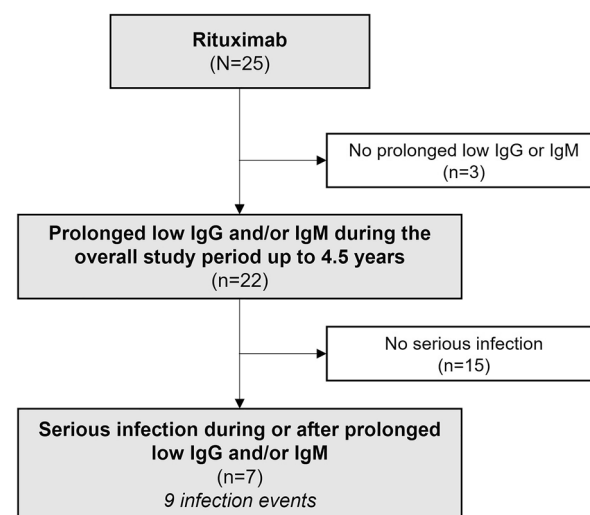 Rituximab
(N=25)
No prolonged low IgG or IgM
(n=3)
Prolonged low IgG and/or IgM during the
overall study period up to 4.5 years
(n=22)
No serious infection
(n=15)
Serious infection during or after prolonged
low IgG and/or IgM
(n=7)
9 infection events